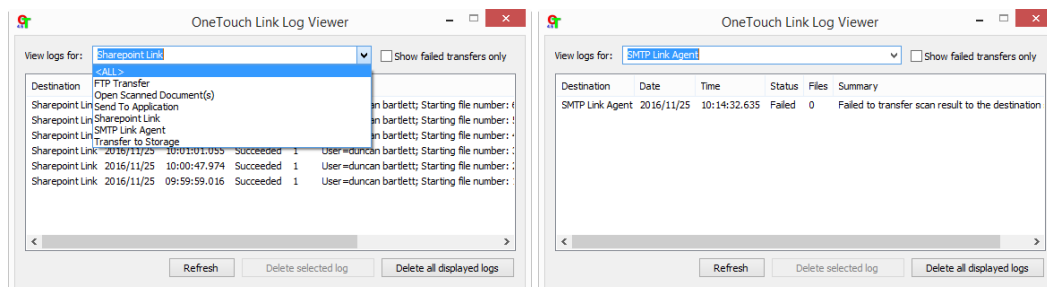 OneTouch Link Log Viewer
View logs for: Sharepoint Link Show failed transfers only
<ALL>
FTP Transfer
Open Scanned Document(s)
Send To Application
Sharepoint Link
SMTP Link Agent
Transfer to Storage
Destination
Sharepoint Lin an bartlett; Starting file number:
Sharepoint Lin an bartlett; Starting file number:
Sharepoint Lin an bartlett; Starting file number:
Sharepoint Link 2016/11/25 10:01:01.055 Succeeded 1 User=duncan bartlett; Starting file number:
Sharepoint Link 2016/11/25 10:00:47.974 Succeeded 1 User=duncan bartlett; Starting file number:
Sharepoint Link 2016/11/25 09:59:59.016 Succeeded 1 User=duncan bartlett; Starting file number:
Refresh Delete selected log Delete all displayed logs
OneTouch Link Log Viewer
View logs for: SMTP Link Agent Show failed transfers only
Destination Date Time Status Files Summary
SMTP Link Agent 2016/11/25 10:14:32.635 Failed 0 Failed to transfer scan result to the destination
Refresh Delete selected log Delete all displayed logs